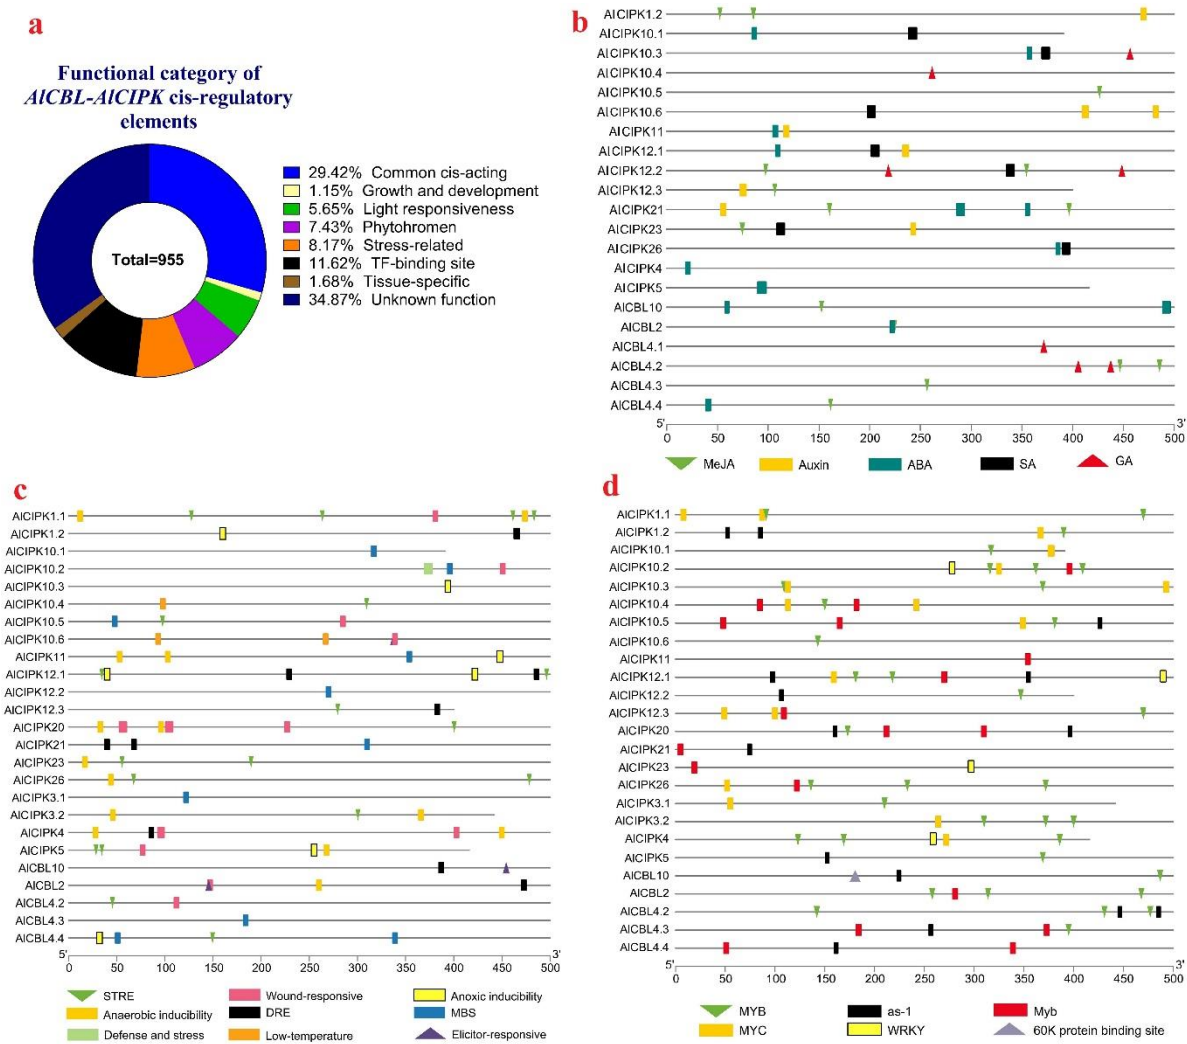 a
Functional category of
AlCBL-AlCIPK cis-regulatory
elements
Total=955
29.42% Common cis-acting
1.15% Growth and development
5.65% Light responsiveness
7.43% Phytohromen
8.17% Stress-related
11.62% TF-binding site
1.68% Tissue-specific
34.87% Unknown function
b
AlCIPK1.2
AlCIPK10.1
AlCIPK10.3
AlCIPK10.4
AlCIPK10.5
AlCIPK10.6
AlCIPK11
AlCIPK12.1
AlCIPK12.2
AlCIPK12.3
AlCIPK21
AlCIPK23
AlCIPK26
AlCIPK4
AlCIPK5
AlCBL10
AlCBL2
AlCBL4.1
AlCBL4.2
AlCBL4.3
AlCBL4.4
5' 3'
0 50 100 150 200 250 300 350 400 450 500
MeJA Auxin ABA SA GA
c
AlCIPK1.1
AlCIPK1.2
AlCIPK10.1
AlCIPK10.2
AlCIPK10.3
AlCIPK10.4
AlCIPK10.5
AlCIPK10.6
AlCIPK11
AlCIPK12.1
AlCIPK12.2
AlCIPK12.3
AlCIPK20
AlCIPK21
AlCIPK23
AlCIPK26
AlCIPK3.1
AlCIPK3.2
AlCIPK4
AlCIPK5
AlCBL10
AlCBL2
AlCBL4.2
AlCBL4.3
AlCBL4.4
5' 3'
0 50 100 150 200 250 300 350 400 450 500
STRE Wound-responsive Anoxic inducibility
Anaerobic inducibility DRE MBS
Defense and stress Low-temperature Elicitor-responsive
d
AlCIPK1.1
AlCIPK1.2
AlCIPK10.1
AlCIPK10.2
AlCIPK10.3
AlCIPK10.4
AlCIPK10.5
AlCIPK10.6
AlCIPK11
AlCIPK12.1
AlCIPK12.2
AlCIPK12.3
AlCIPK20
AlCIPK21
AlCIPK23
AlCIPK26
AlCIPK3.1
AlCIPK3.2
AlCIPK4
AlCIPK5
AlCBL10
AlCBL2
AlCBL4.2
AlCBL4.3
AlCBL4.4
5' 3'
0 50 100 150 200 250 300 350 400 450 500
MYB as-1 Myb
MYC WRKY 60K protein binding site